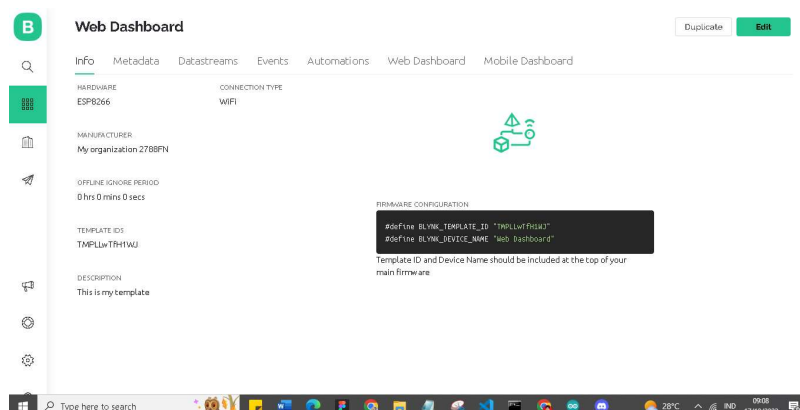 B
Web Dashboard
Duplicate
Edit
Info Metadata Datastreams Events Automations Web Dashboard Mobile Dashboard
HARDWARE
ESP8266
CONNECTION TYPE
WiFi
MANUFACTURER
My organization 2788FN
OFFLINE IGNORE PERIOD
0 hrs 0 mins 0 secs
TEMPLATE IDS
TMPLLwTfH1WJ
DESCRIPTION
This is my template
FIRMWARE CONFIGURATION
#define BLYNK_TEMPLATE_ID "TMPLLwTfH1WJ"
#define BLYNK_DEVICE_NAME "Web Dashboard"
Template ID and Device Name should be included at the top of your
main firmware
Type here to search
28°C
IND
09:08